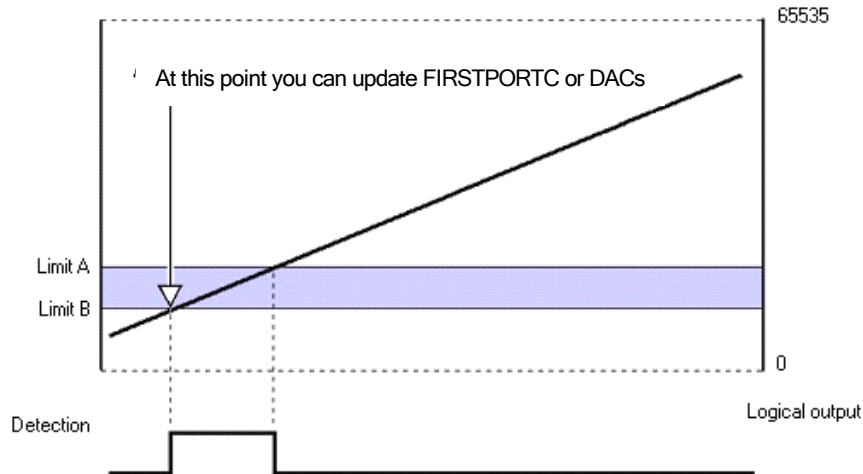 65535
At this point you can update FIRSTPORTC or DACs
Limit A
Limit B
0
Logical output
Detection